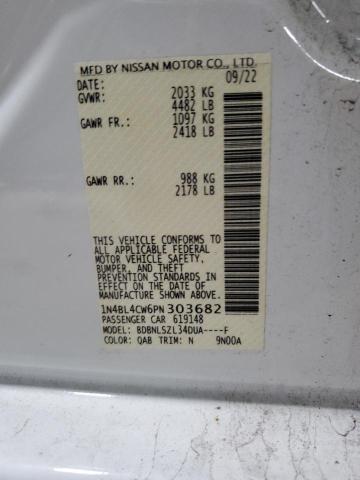 MFD BY NISSAN MOTOR CO., LTD.
DATE: 09/22
GVWR: 2033 KG
4482 LB
GAWR FR.: 1097 KG
2418 LB
GAWR RR.: 988 KG
2178 LB
THIS VEHICLE CONFORMS TO
ALL APPLICABLE FEDERAL
MOTOR VEHICLE SAFETY,
BUMPER, AND THEFT
PREVENTION STANDARDS IN
EFFECT ON THE DATE OF
MANUFACTURE SHOWN ABOVE.
1N4BL4CW6PN303682
PASSENGER CAR 619148
MODEL: BDBNLSZL34DUA----F
COLOR: QAB TRIM: N 9N00A